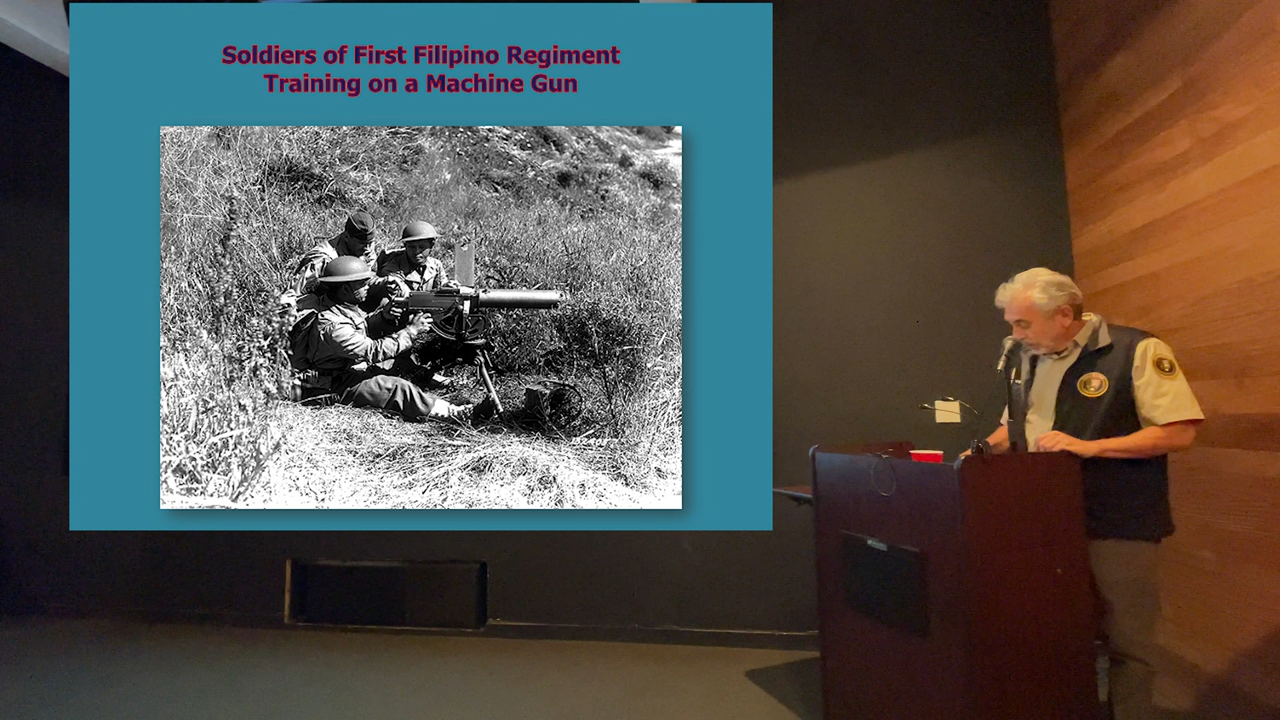 Soldiers of First Filipino Regiment
Training on a Machine Gun